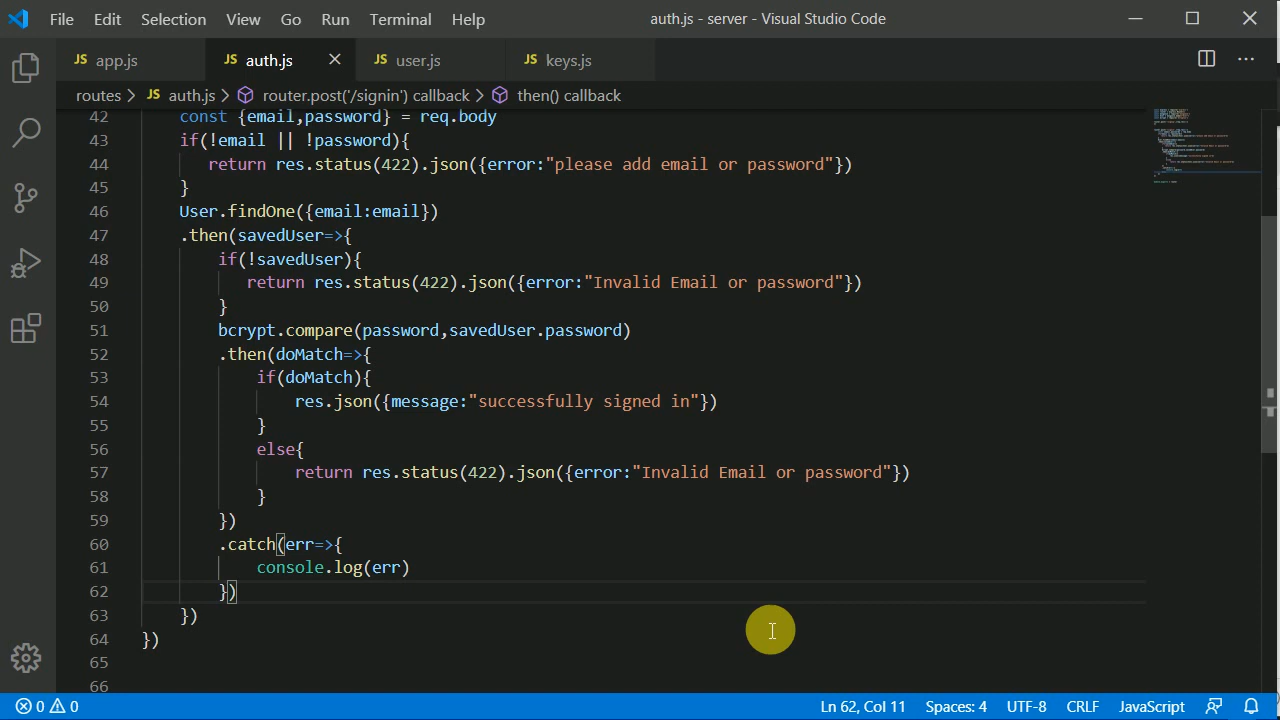 File Edit Selection View Go Run Terminal Help auth.js - server - Visual Studio Code
JS app.js JS auth.js JS user.js JS keys.js
routes > JS auth.js > router.post('/signin') callback > then() callback
42 const {email,password} = req.body
43 if(!email || !password){
44 return res.status(422).json({error:"please add email or password"})
45 }
46 User.findOne({email:email})
47 .then(savedUser=>{
48 if(!savedUser){
49 return res.status(422).json({error:"Invalid Email or password"})
50 }
51 bcrypt.compare(password,savedUser.password)
52 .then(doMatch=>{
53 if(doMatch){
54 res.json({message:"successfully signed in"})
55 }
56 else{
57 return res.status(422).json({error:"Invalid Email or password"})
58 }
59 })
60 .catch(err=>{
61 console.log(err)
62 })
63 })
64 })
65
66
0 0 Ln 62, Col 11 Spaces: 4 UTF-8 CRLF JavaScript